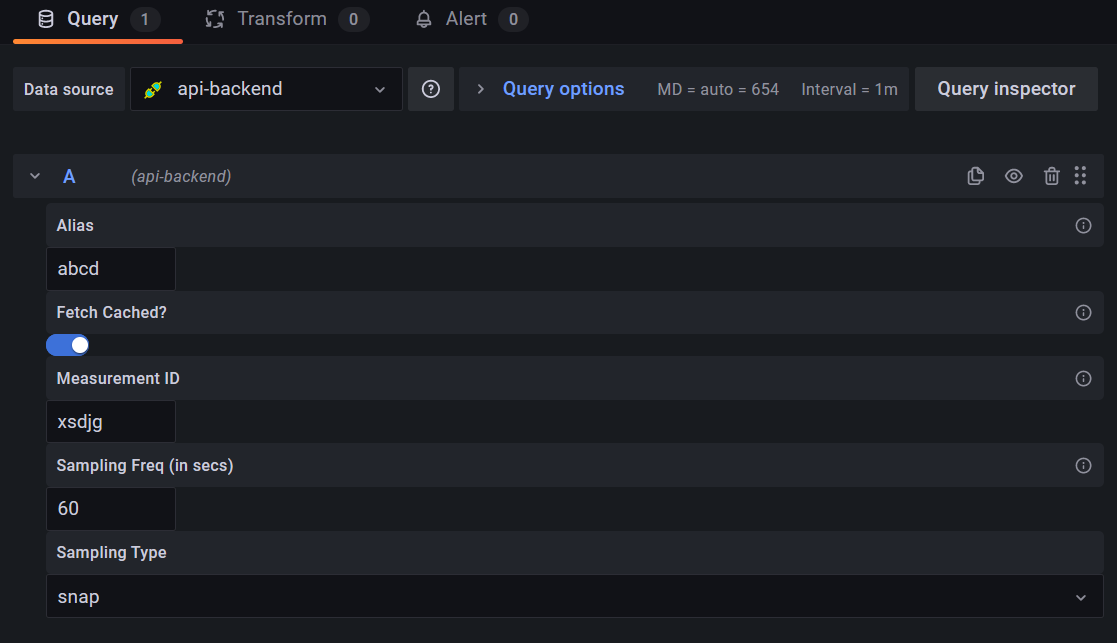 Query 1 Transform 0 Alert 0
Data source api-backend Query options MD = auto = 654 Interval = 1m Query inspector
A (api-backend)
Alias
abcd
Fetch Cached?
Measurement ID
xsdjg
Sampling Freq (in secs)
60
Sampling Type
snap